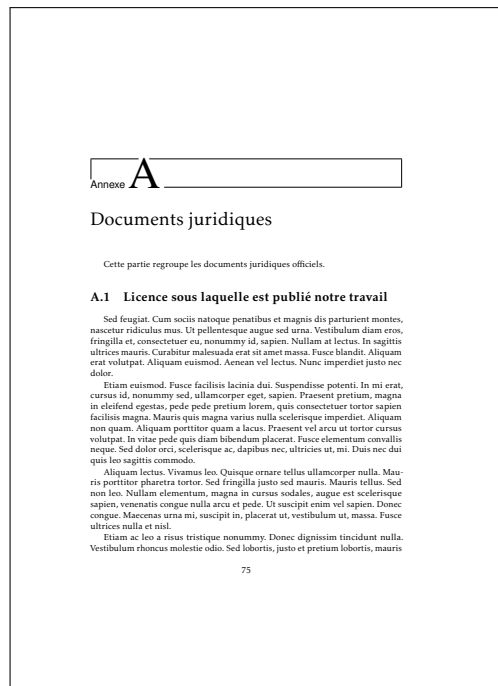 Annexe A
Documents juridiques
Cette partie regroupe les documents juridiques officiels.
A.1 Licence sous laquelle est publié notre travail
Sed feugiat. Cum sociis natoque penatibus et magnis dis parturient montes,
nascetur ridiculus mus. Ut pellentesque augue sed urna. Vestibulum diam eros,
fringilla et, consectetuer eu, nonummy id, sapien. Nullam at lectus. In sagittis
ultrices mauris. Curabitur malesuada erat sit amet massa. Fusce blandit. Aliquam
erat volutpat. Aliquam euismod. Aenean vel lectus. Nunc imperdiet justo nec
dolor.
Etiam euismod. Fusce facilisis lacinia dui. Suspendisse potenti. In mi erat,
cursus id, nonummy sed, ullamcorper eget, sapien. Praesent pretium, magna
in eleifend egestas, pede pede pretium lorem, quis consectetuer tortor sapien
facilisis magna. Mauris quis magna varius nulla scelerisque imperdiet. Aliquam
non quam. Aliquam porttitor quam a lacus. Praesent vel arcu ut tortor cursus
volutpat. In vitae pede quis diam bibendum placerat. Fusce elementum convallis
neque. Sed dolor orci, scelerisque ac, dapibus nec, ultricies ut, mi. Duis nec dui
quis leo sagittis commodo.
Aliquam lectus. Vivamus leo. Quisque ornare tellus ullamcorper nulla. Mau-
ris porttitor pharetra tortor. Sed fringilla justo sed mauris. Mauris tellus. Sed
non leo. Nullam elementum, magna in cursus sodales, augue est scelerisque
sapien, venenatis congue nulla arcu et pede. Ut suscipit enim vel sapien. Donec
congue. Maecenas urna mi, suscipit in, placerat ut, vestibulum ut, massa. Fusce
ultrices nulla et nisl.
Etiam ac leo a risus tristique nonummy. Donec dignissim tincidunt nulla.
Vestibulum rhoncus molestie odio. Sed lobortis, justo et pretium lobortis, mauris
75